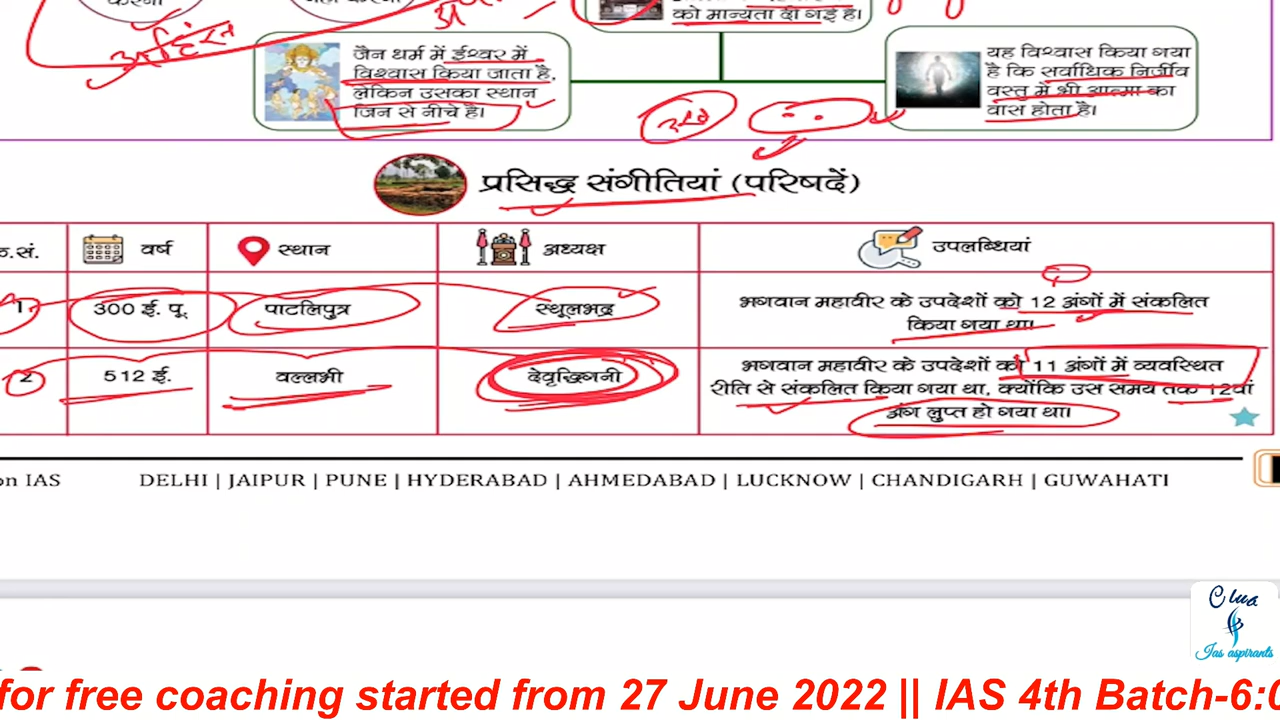 को मान्यता दी गई है।
जैन धर्म में ईश्वर में
विश्वास किया जाता है,
लेकिन उसका स्थान
जिन से नीचे है।
यह विश्वास किया गया
है कि सर्वाधिक निर्जीव
वस्तु में भी आत्मा का
वास होता है।
प्रसिद्ध संगीतियां (परिषदें)
क.सं. वर्ष स्थान अध्यक्ष उपलब्धियां
1. 300 ई. पू. पाटलिपुत्र स्थूलभद्र भगवान महावीर के उपदेशों को 12 अंगों में संकलित
किया गया था।
2 512 ई. वल्लभी देवृद्धिगनी भगवान महावीर के उपदेशों को 11 अंगों में व्यवस्थित
रीति से संकलित किया गया था, क्योंकि उस समय तक 12वां
अंग लुप्त हो गया था।
on IAS DELHI | JAIPUR | PUNE | HYDERABAD | AHMEDABAD | LUCKNOW | CHANDIGARH | GUWAHATI
Ias aspirants
for free coaching started from 27 June 2022 || IAS 4th Batch-6:0